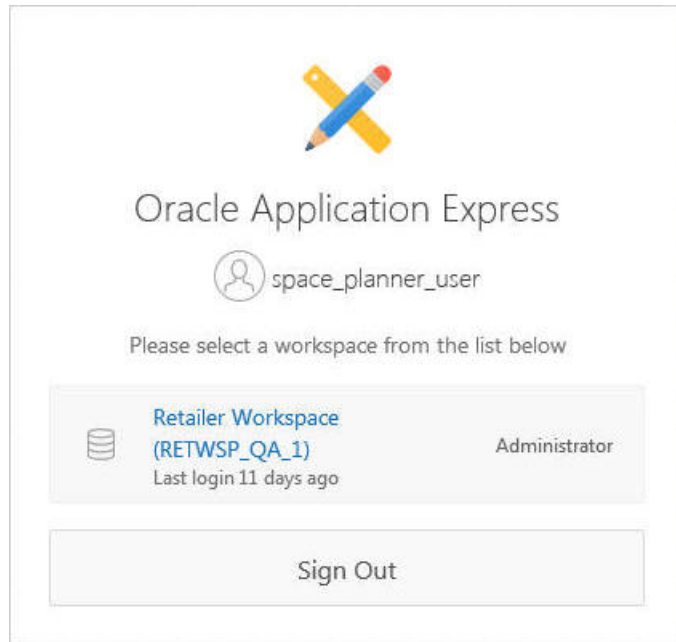 Oracle Application Express
space_planner_user
Please select a workspace from the list below
Retailer Workspace
(RETWSP_QA_1)
Administrator
Last login 11 days ago
Sign Out